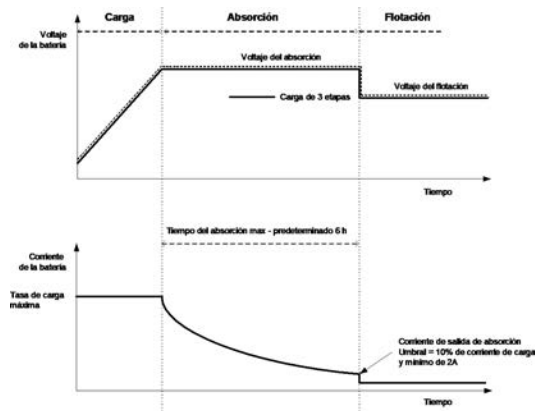 Carga
Absorción
Flotación
Voltaje
de la batería
Voltaje del absorción
Carga de 3 etapas
Voltaje del flotación
Tiempo
Tiempo del absorción max - predeterminado 6 h
Corriente
de la batería
Tasa de carga
máxima
Corriente de salida de absorción
Umbral = 10% de corriente de carga
y mínimo de 2A
Tiempo